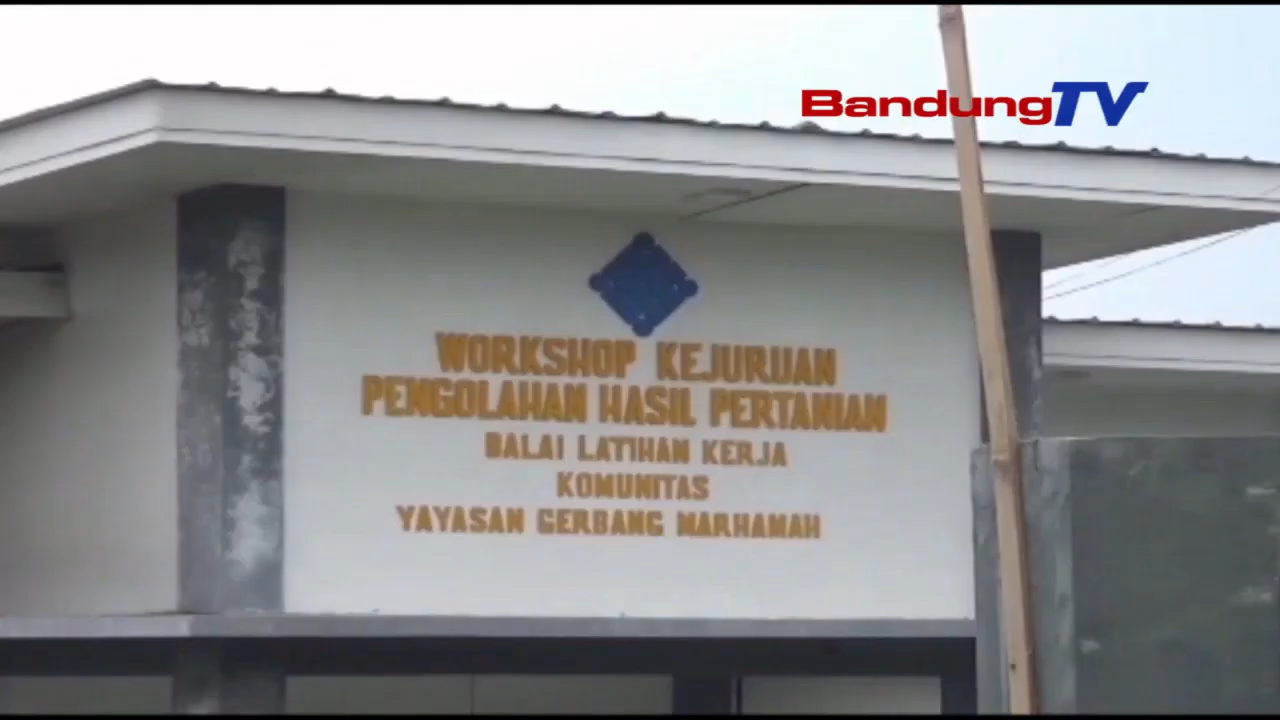 BandungTV
WORKSHOP KEJURUAN
PENGOLAHAN HASIL PERTANIAN
BALAI LATIHAN KERJA
KOMUNITAS
YAYASAN GERBANG MARHAMAH